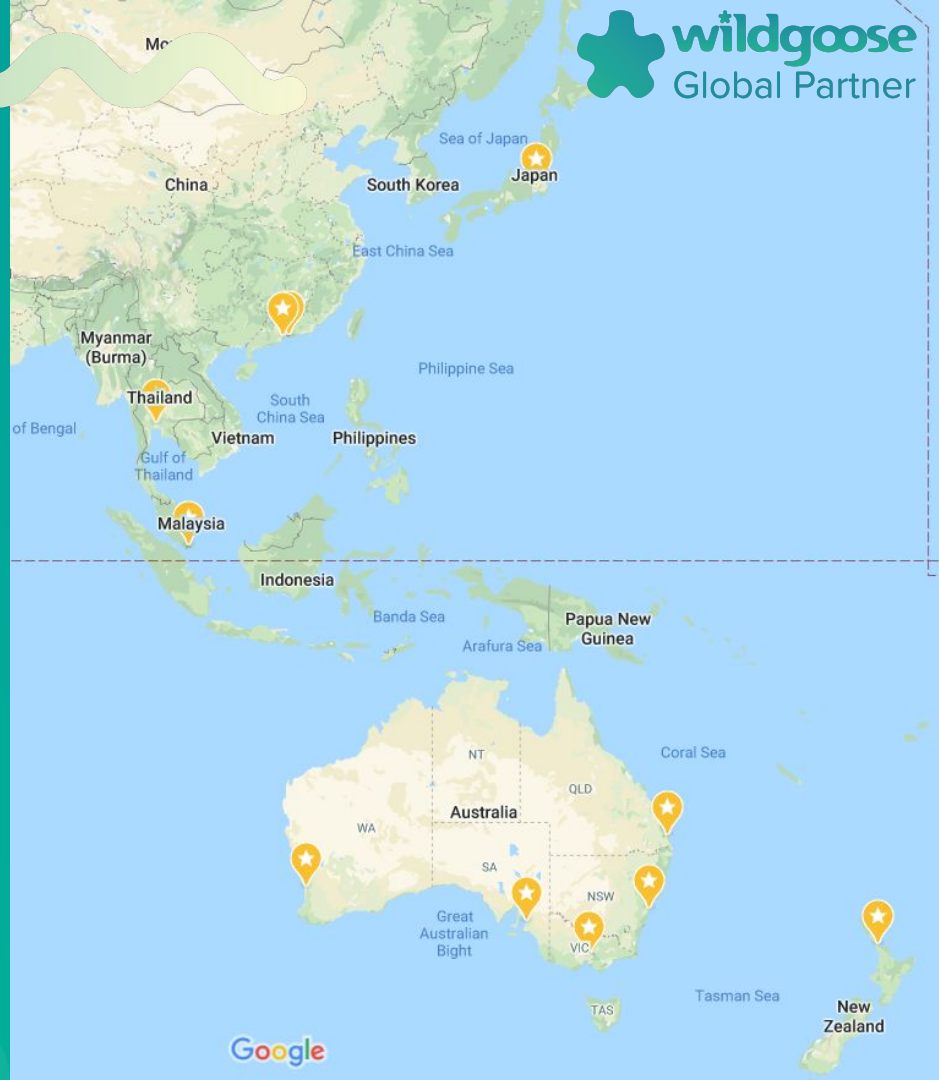 wildgoose
Global Partner
Mo
Sea of Japan
Japan
China
South Korea
East China Sea
Myanmar
(Burma)
Philippine Sea
Thailand
South
China Sea
of Bengal
Vietnam
Philippines
Gulf of
Thailand
Malaysia
Indonesia
Banda Sea
Papua New
Guinea
Arafura Sea
Coral Sea
NT
QLD
Australia
WA
SA
NSW
Great
Australian
Bight
VIC
Tasman Sea
New
Zealand
TAS
Google